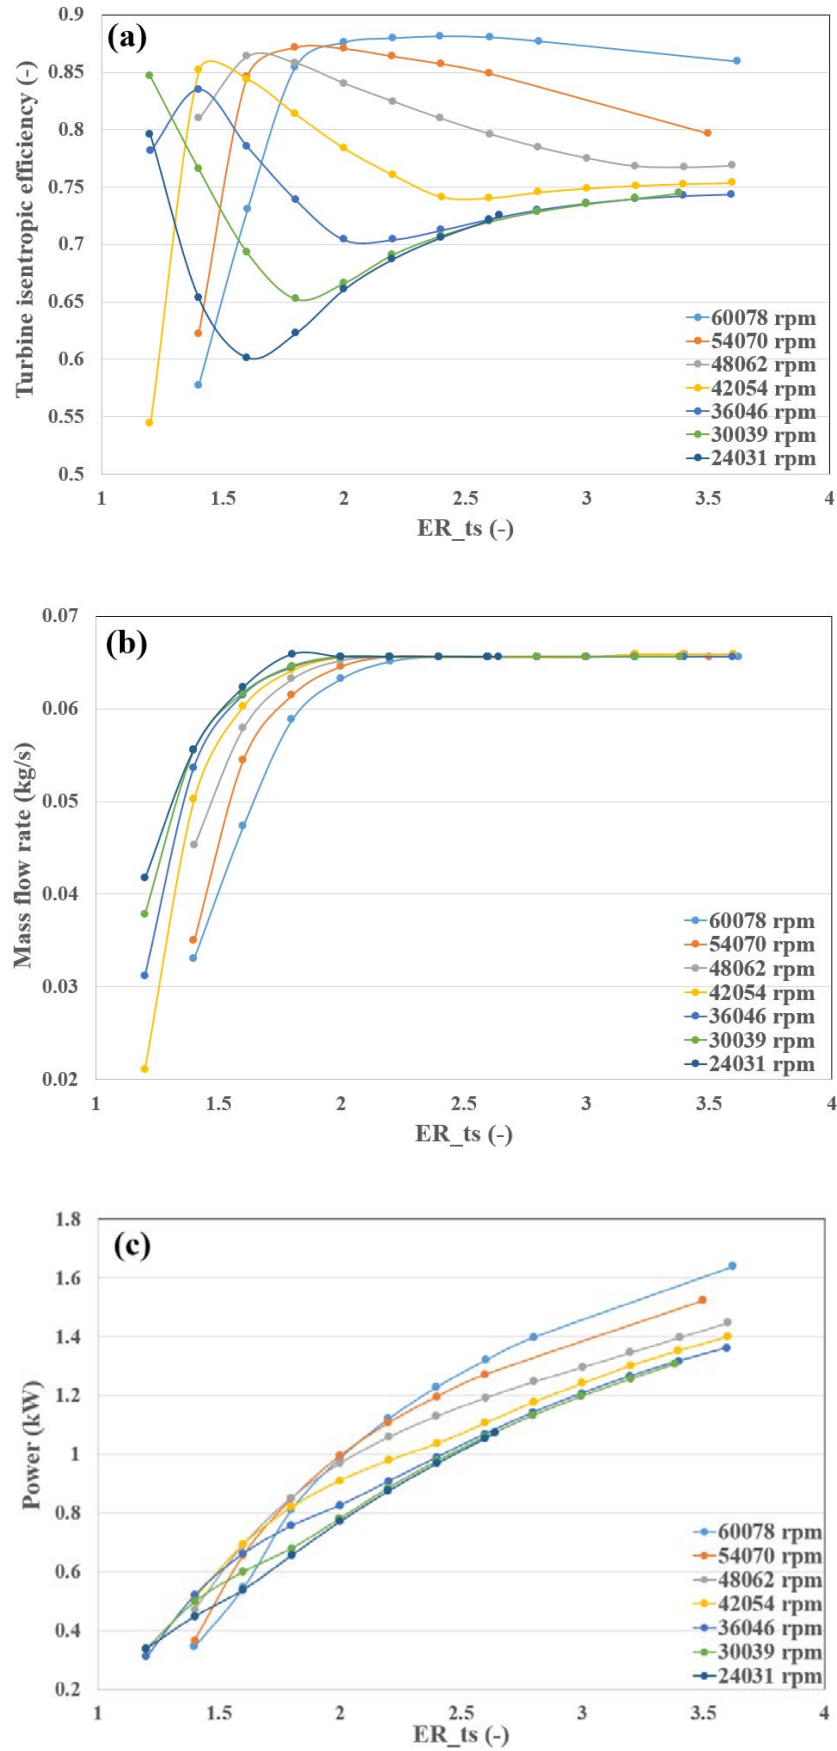 (a)
Turbine isentropic efficiency (-)
0.9
0.85
0.8
0.75
0.7
0.65
0.6
0.55
0.5
60078 rpm
54070 rpm
48062 rpm
42054 rpm
36046 rpm
30039 rpm
24031 rpm
1 1.5 2 2.5 3 3.5 4
ER_ts (-)
(b)
Mass flow rate (kg/s)
0.07
0.06
0.05
0.04
0.03
0.02
60078 rpm
54070 rpm
48062 rpm
42054 rpm
36046 rpm
30039 rpm
24031 rpm
1 1.5 2 2.5 3 3.5 4
ER_ts (-)
(c)
Power (kW)
1.8
1.6
1.4
1.2
1
0.8
0.6
0.4
0.2
60078 rpm
54070 rpm
48062 rpm
42054 rpm
36046 rpm
30039 rpm
24031 rpm
1 1.5 2 2.5 3 3.5 4
ER_ts (-)